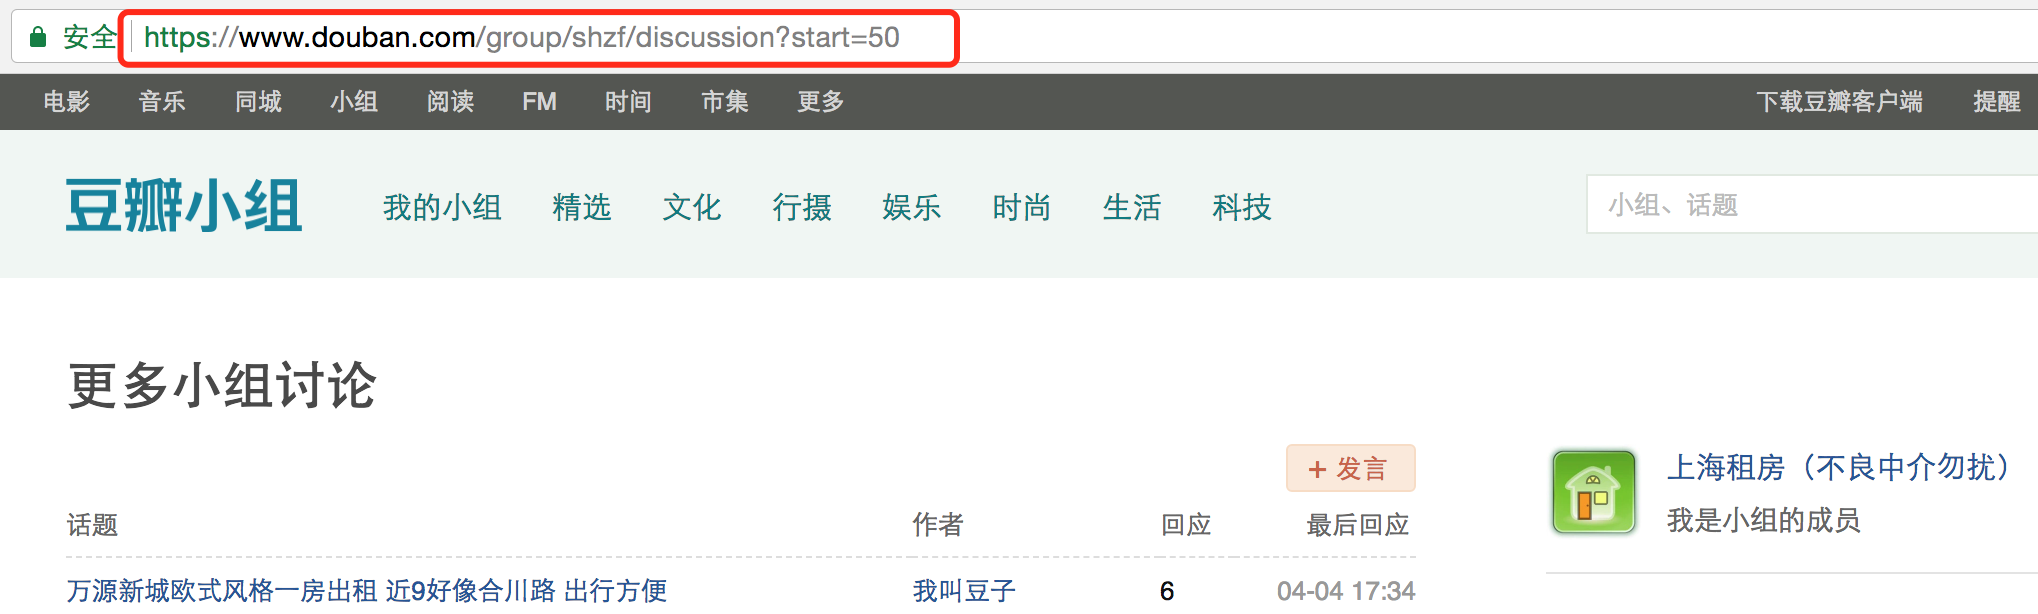 安全 https://www.douban.com/group/shzf/discussion?start=50
电影 音乐 同城 小组 阅读 FM 时间 市集 更多 下载豆瓣客户端 提醒
豆瓣小组 我的小组 精选 文化 行摄 娱乐 时尚 生活 科技 小组、话题
更多小组讨论
+ 发言
上海租房（不良中介勿扰）
我是小组的成员
话题 作者 回应 最后回应
万源新城欧式风格一房出租 近9好像合川路 出行方便 我叫豆子 6 04-04 17:34